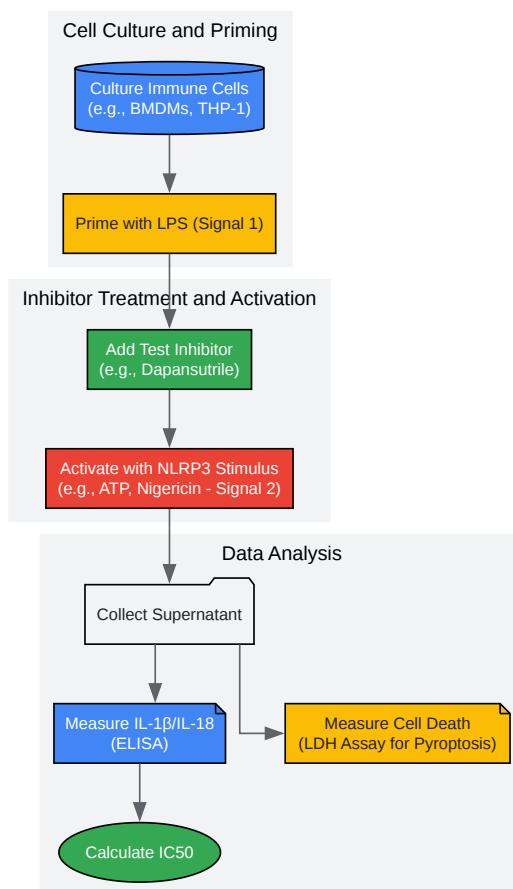 Cell Culture and Priming
Culture Immune Cells
(e.g., BMDMs, THP-1)
Prime with LPS (Signal 1)
Inhibitor Treatment and Activation
Add Test Inhibitor
(e.g., Dapansutrile)
Activate with NLRP3 Stimulus
(e.g., ATP, Nigericin - Signal 2)
Data Analysis
Collect Supernatant
Measure IL-1β/IL-18
(ELISA)
Measure Cell Death
(LDH Assay for Pyroptosis)
Calculate IC50